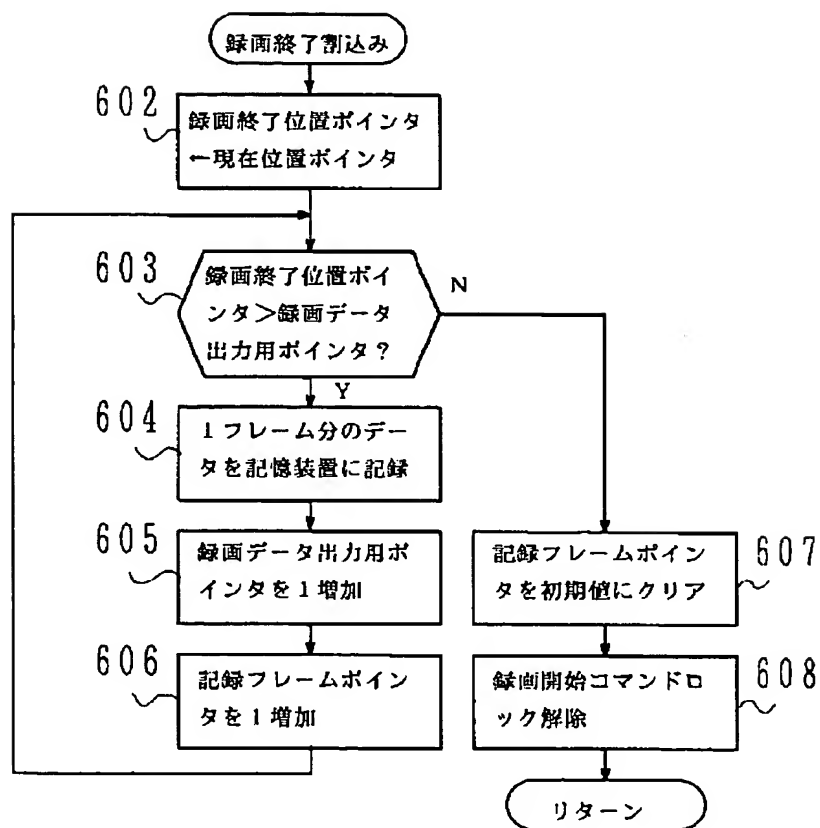 録画終了割込み
602
録画終了位置ポインタ
←現在位置ポインタ
603
録画終了位置ポイ
ンタ>録画データ
出力用ポインタ?
N
Y
604
1フレーム分のデー
タを記憶装置に記録
605
録画データ出力用ポ
インタを1増加
606
記録フレームポイン
タを1増加
607
記録フレームポイン
タを初期値にクリア
608
録画開始コマンドロ
ック解除
リターン